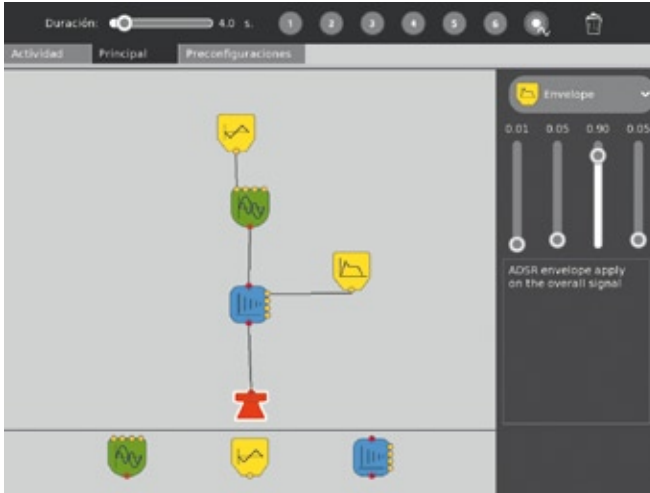 Duración: 4.0 s. 1 2 3 4 5 6
Actividad Principal Preconfiguraciones
Envelope
0.01 0.05 0.90 0.05
ADSR envelope apply
on the overall signal